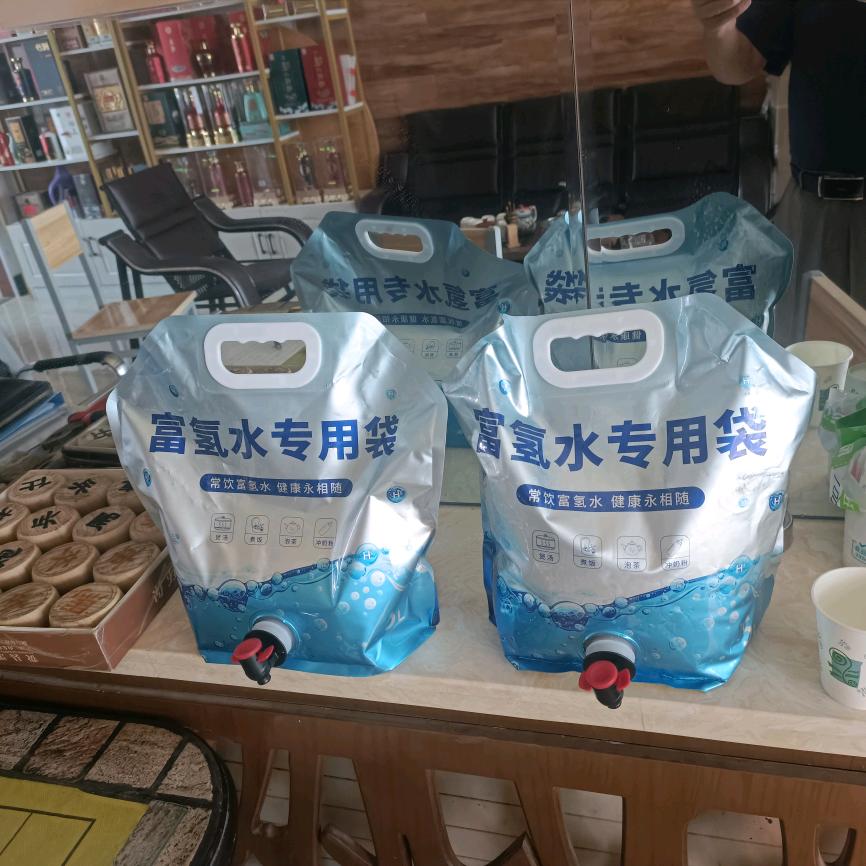 富氢水专用袋
常饮富氢水 健康永相随
煲汤 煮饭 泡茶 冲奶粉
富氢水专用袋
常饮富氢水 健康永相随
煲汤 煮饭 泡茶 冲奶粉